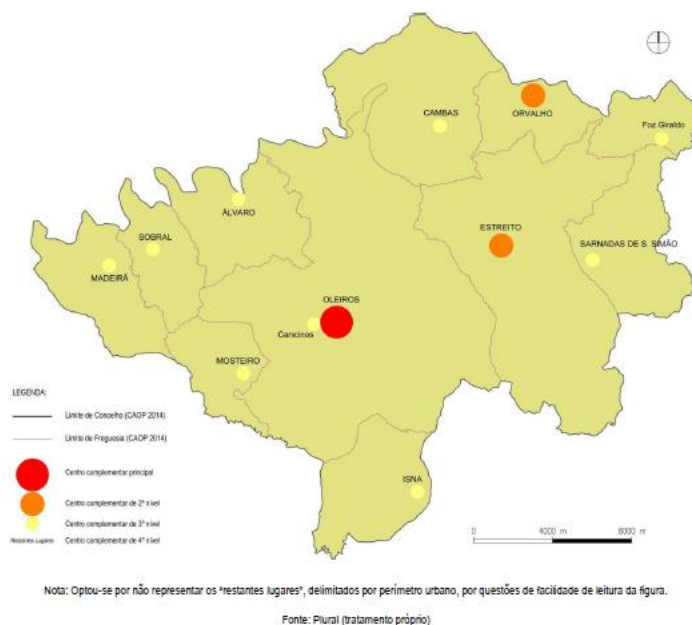 CAMBAS
ORVALHO
Foz Giraldo
ÁLVARO
SOBRAL
ESTREITO
SARNADAS DE S. SIMÃO
MADEIRÃ
OLEIROS
MOSTEIRO
ISNA
LEGENDA:
Limite de Concelho (CAOP 2014)
Limite de Freguesia (CAOP 2014)
Centro complementar principal
Centro complementar de 2º nível
Centro complementar de 3º nível
Restantes Lugares Centro complementar de 4º nível
0 4000 m 8000 m
Nota: Optou-se por não representar os "restantes lugares", delimitados por perímetro urbano, por questões de facilidade de leitura da figura.
Fonte: Plural (tratamento próprio)